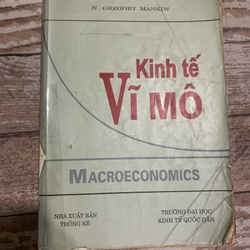 N GREGORY MANKIW
Kinh tế
VĨ MÔ
MACROECONOMICS
NHÀ XUẤT BẢN
THỐNG KÊ
TRƯỜNG ĐẠI HỌC
KINH TẾ QUỐC DÂN